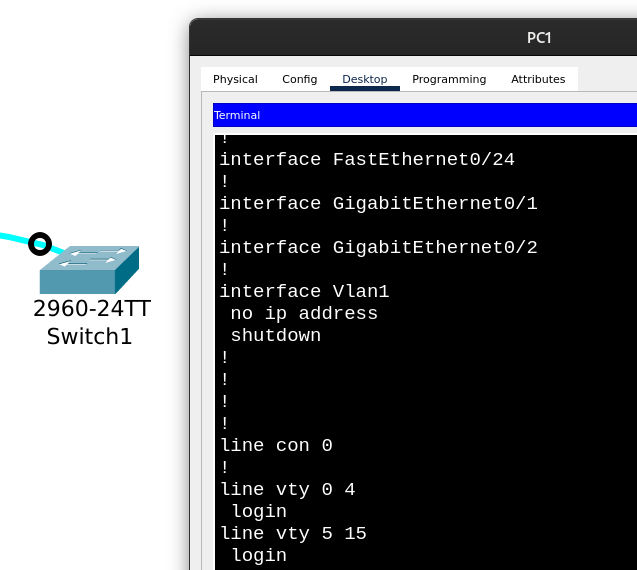 PC1
Physical Config Desktop Programming Attributes
Terminal
!
interface FastEthernet0/24
!
interface GigabitEthernet0/1
!
interface GigabitEthernet0/2
!
interface Vlan1
 no ip address
 shutdown
!
!
!
!
line con 0
!
line vty 0 4
 login
line vty 5 15
 login
2960-24TT
Switch1